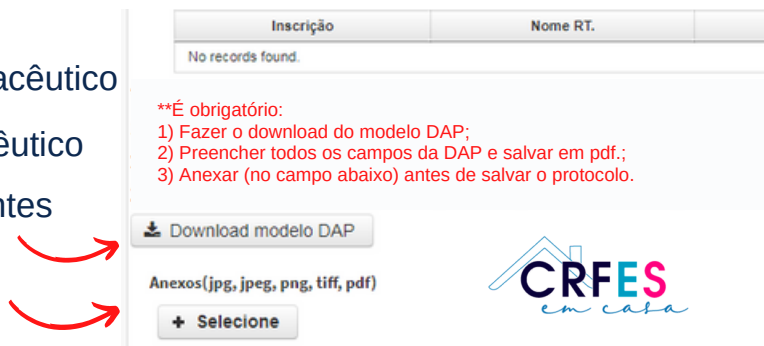 Inscrição Nome RT.
No records found.
acêutico
êutico
ntes
**É obrigatório:
1) Fazer o download do modelo DAP;
2) Preencher todos os campos da DAP e salvar em pdf.;
3) Anexar (no campo abaixo) antes de salvar o protocolo.
Download modelo DAP
Anexos(jpg, jpeg, png, tiff, pdf)
+ Selecione
CRFES
em casa